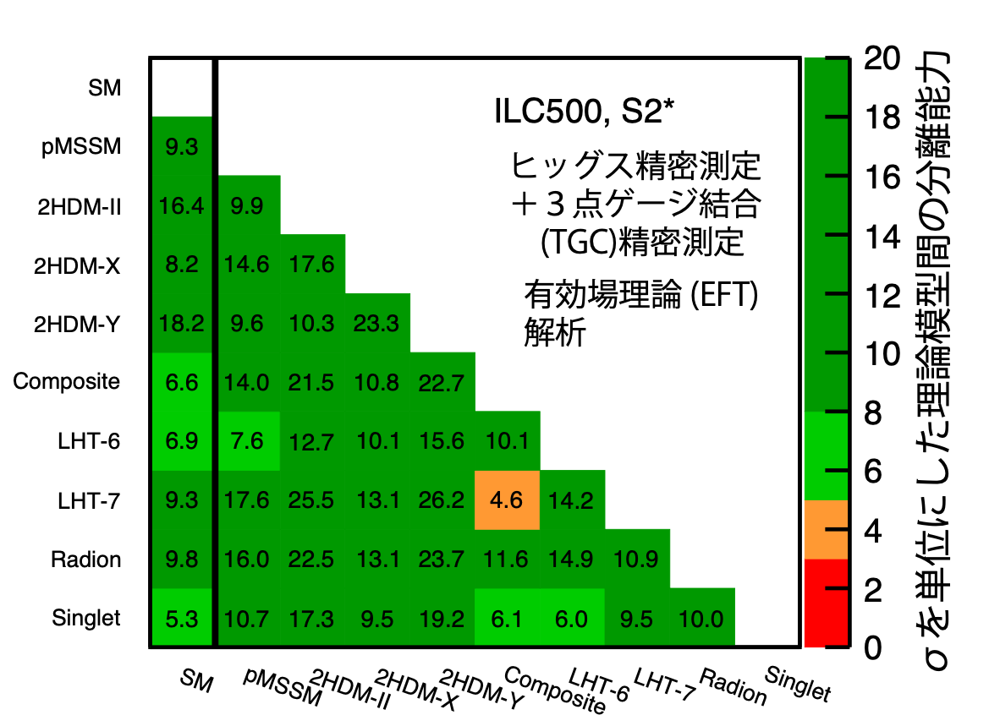 ILC500, S2*
ヒッグス精密測定
＋３点ゲージ結合
(TGC)精密測定
有効場理論 (EFT)
解析
SM
pMSSM 9.3
2HDM-II 16.4 9.9
2HDM-X 8.2 14.6 17.6
2HDM-Y 18.2 9.6 10.3 23.3
Composite 6.6 14.0 21.5 10.8 22.7
LHT-6 6.9 7.6 12.7 10.1 15.6 10.1
LHT-7 9.3 17.6 25.5 13.1 26.2 4.6 14.2
Radion 9.8 16.0 22.5 13.1 23.7 11.6 14.9 10.9
Singlet 5.3 10.7 17.3 9.5 19.2 6.1 6.0 9.5 10.0
SM pMSSM 2HDM-II 2HDM-X 2HDM-Y Composite LHT-6 LHT-7 Radion Singlet
20
18
16
14
12
10
8
6
4
2
0
σを単位にした理論模型間の分離能力